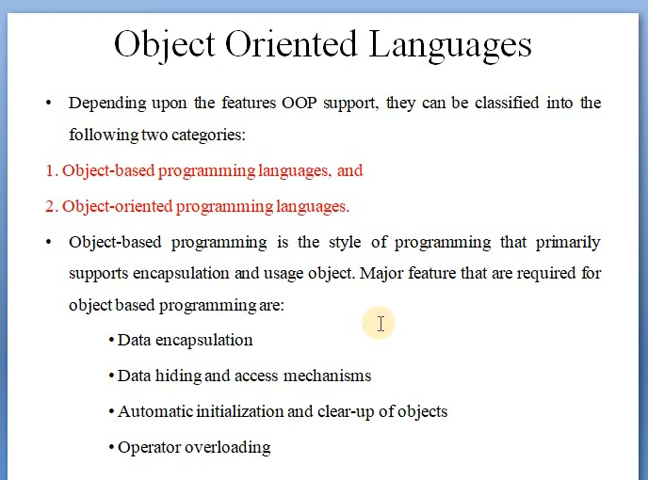 Object Oriented Languages
• Depending upon the features OOP support, they can be classified into the
following two categories:
1. Object-based programming languages, and
2. Object-oriented programming languages.
• Object-based programming is the style of programming that primarily
supports encapsulation and usage object. Major feature that are required for
object based programming are:
• Data encapsulation
• Data hiding and access mechanisms
• Automatic initialization and clear-up of objects
• Operator overloading